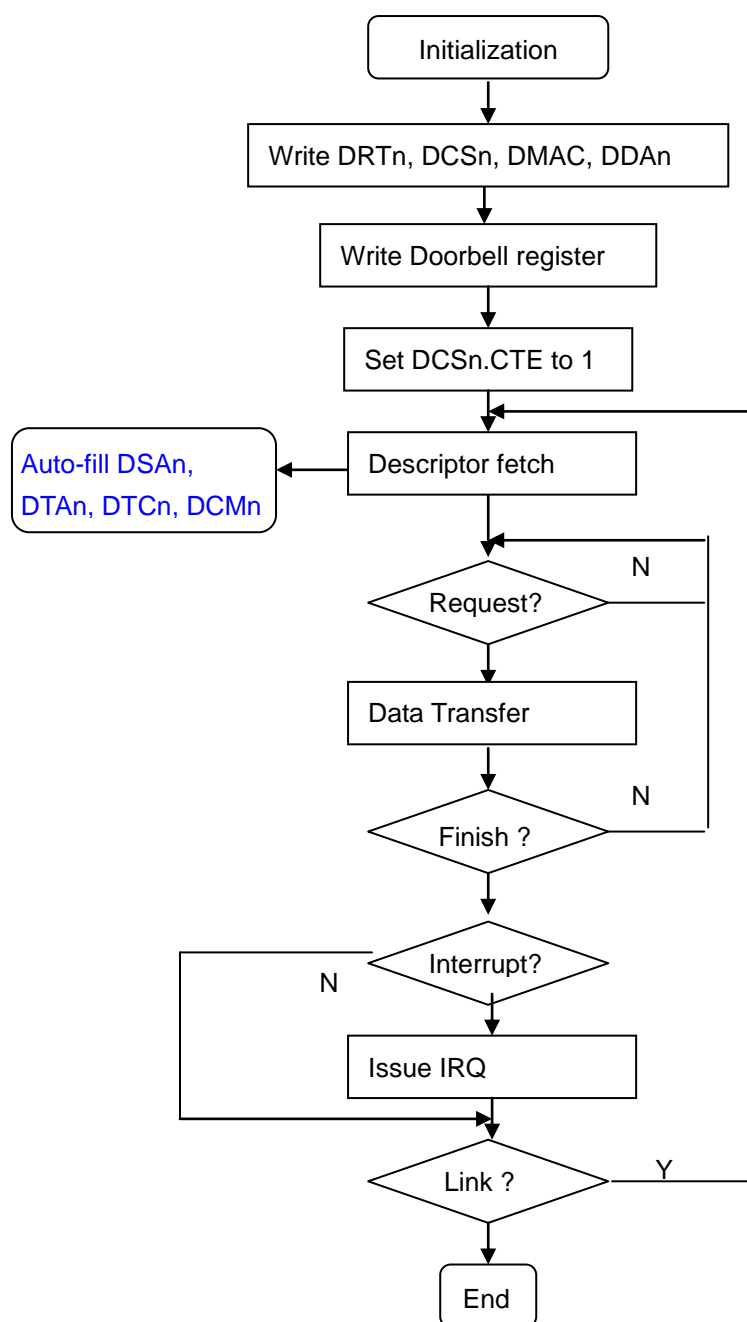 Initialization
Write DRTn, DCSn, DMAC, DDAn
Write Doorbell register
Set DCSn.CTE to 1
Auto-fill DSAn,
DTAn, DTCn, DCMn
Descriptor fetch
N
Request?
Data Transfer
N
Finish ?
Interrupt?
N
Issue IRQ
Link ?
Y
End